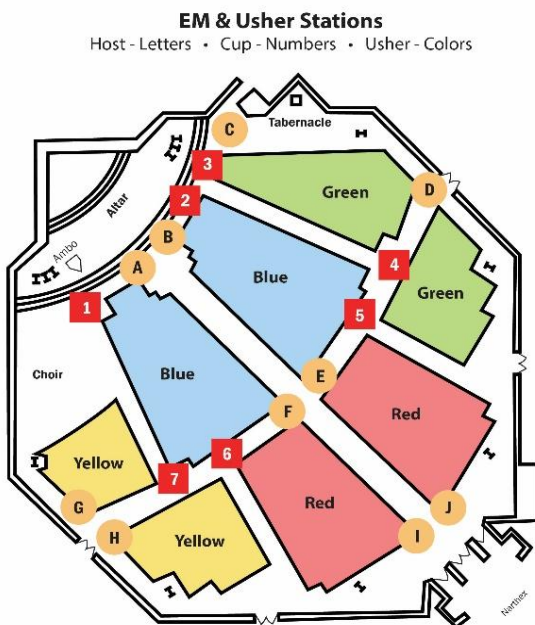 EM & Usher Stations
Host - Letters • Cup - Numbers • Usher - Colors
C
Tabernacle
3
Green
D
2
Altar
B
Ambo
A
Blue
4
Green
1
5
Choir
Blue
E
F
Red
6
Yellow
7
G
Red
J
H
Yellow
I
Narthex